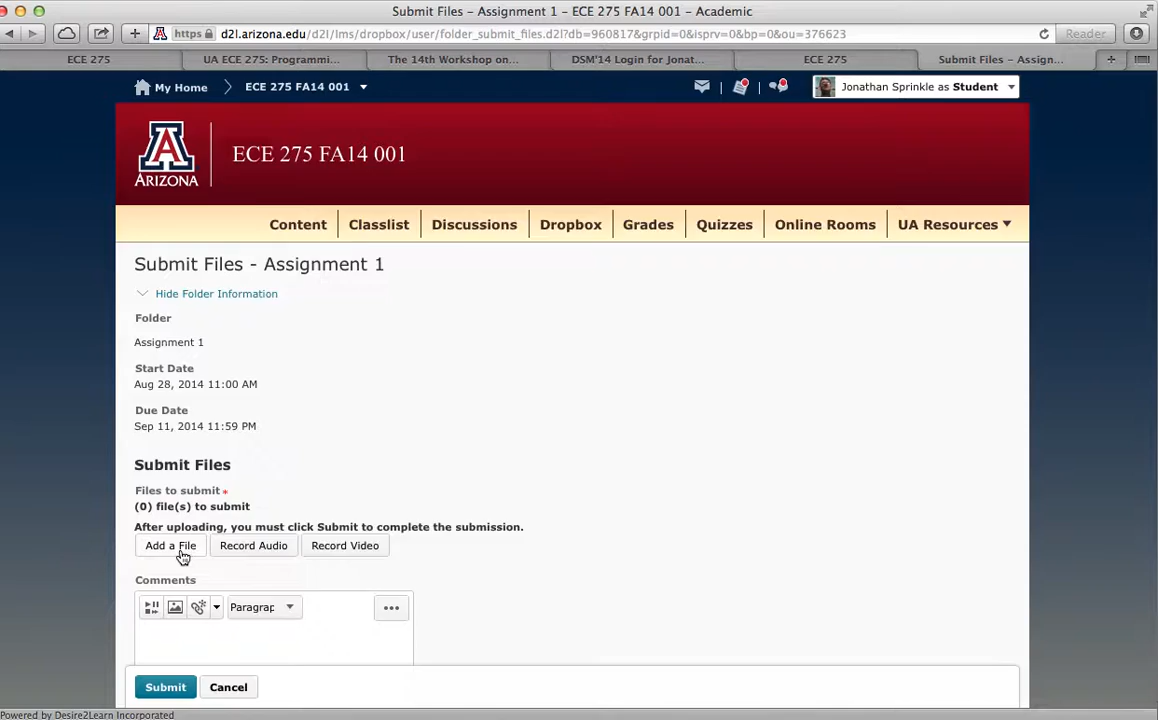 Submit Files - Assignment 1 - ECE 275 FA14 001 - Academic
https d2l.arizona.edu/d2l/lms/dropbox/user/folder_submit_files.d2l?db=960817&grpid=0&isprv=0&bp=0&ou=376623 Reader
ECE 275 UA ECE 275: Programmi... The 14th Workshop on... DSM'14 Login for Jonat... ECE 275 Submit Files – Assign...
My Home ECE 275 FA14 001 Jonathan Sprinkle as Student
A ARIZONA ECE 275 FA14 001
Content Classlist Discussions Dropbox Grades Quizzes Online Rooms UA Resources
Submit Files - Assignment 1
Hide Folder Information
Folder
Assignment 1
Start Date
Aug 28, 2014 11:00 AM
Due Date
Sep 11, 2014 11:59 PM
Submit Files
Files to submit *
(0) file(s) to submit
After uploading, you must click Submit to complete the submission.
Add a File Record Audio Record Video
Comments
Paragrap
Submit Cancel
Powered by Desire2Learn Incorporated